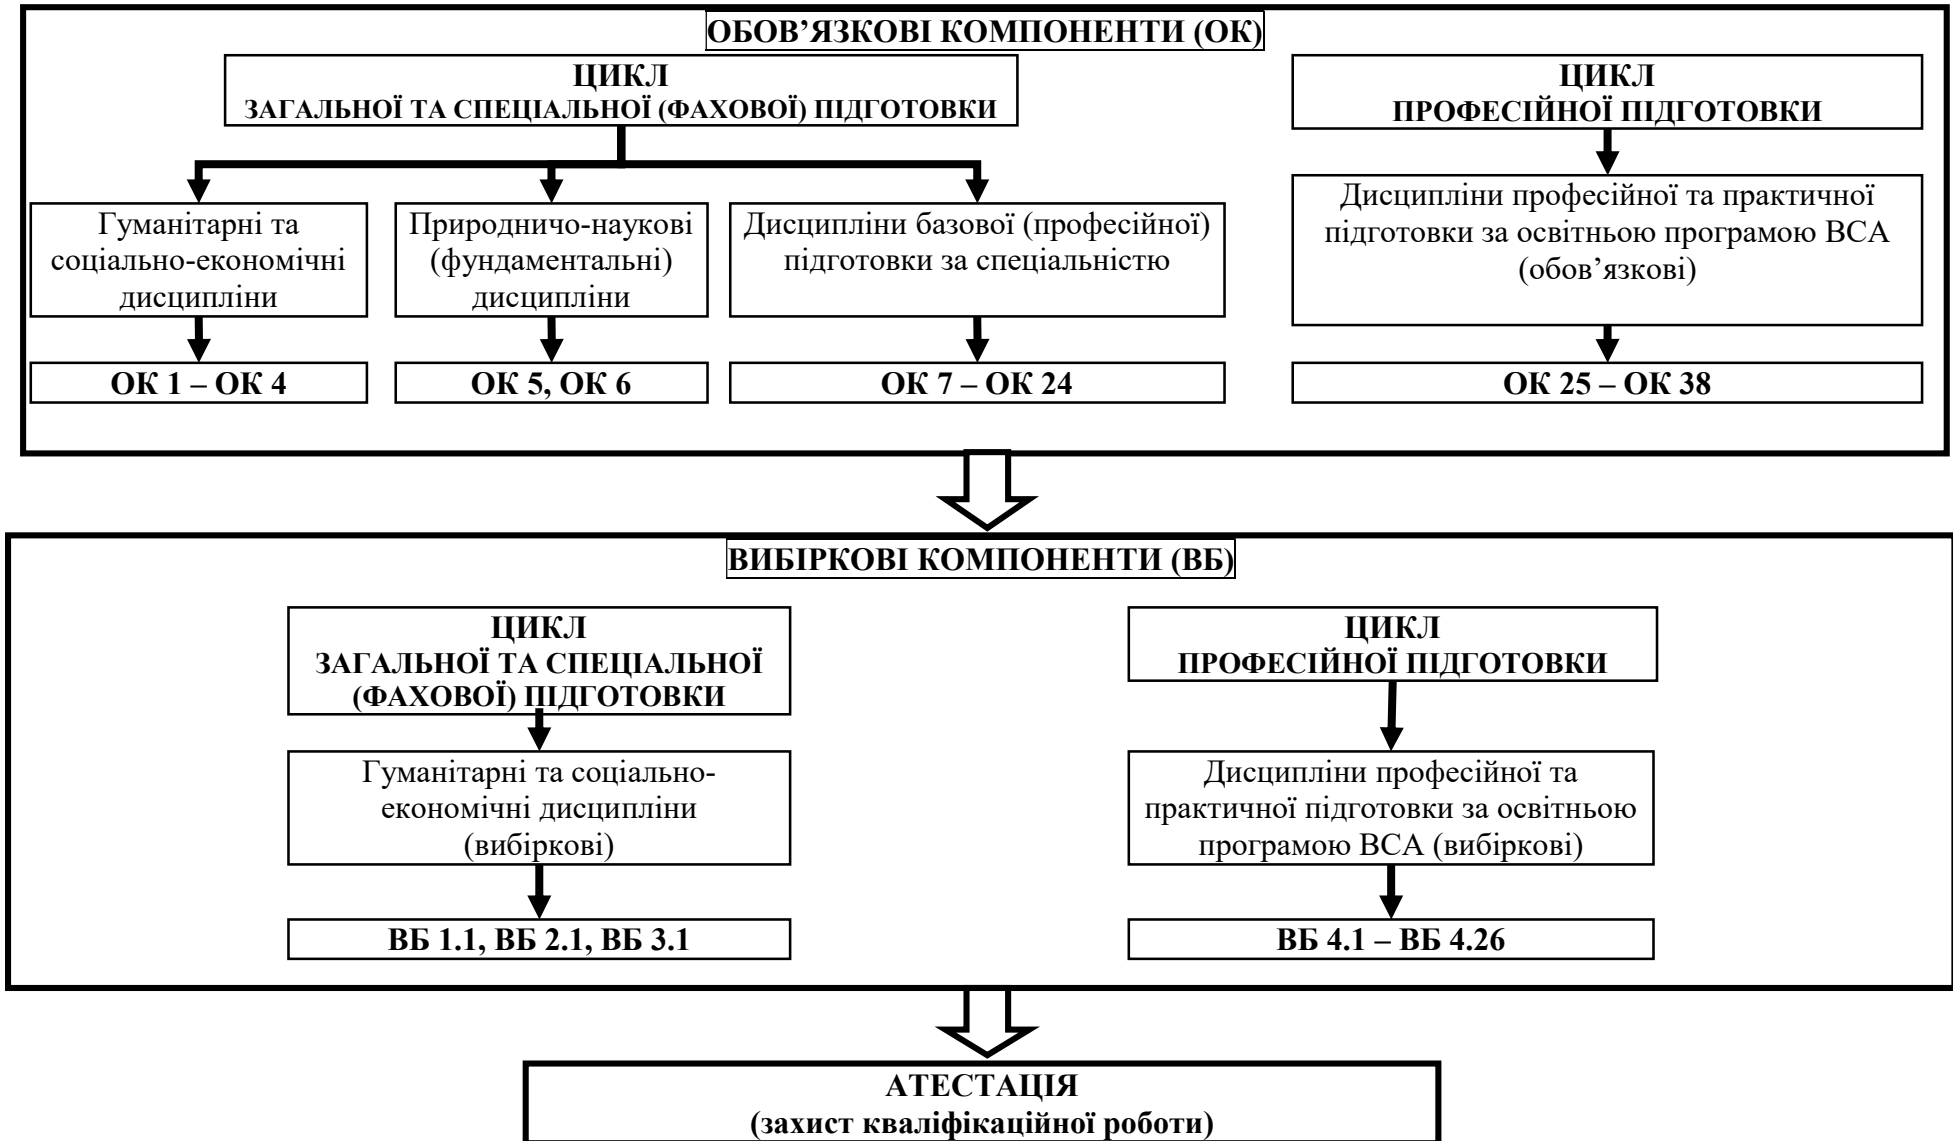 ОБОВ’ЯЗКОВІ КОМПОНЕНТИ (ОК)
ЦИКЛ
ЗАГАЛЬНОЇ ТА СПЕЦІАЛЬНОЇ (ФАХОВОЇ) ПІДГОТОВКИ
ЦИКЛ
ПРОФЕСІЙНОЇ ПІДГОТОВКИ
Гуманітарні та
соціально-економічні
дисципліни
Природничо-наукові
(фундаментальні)
дисципліни
Дисципліни базової (професійної)
підготовки за спеціальністю
Дисципліни професійної та практичної
підготовки за освітньою програмою ВСА
(обов’язкові)
ОК 1 – ОК 4
ОК 5, ОК 6
ОК 7 – ОК 24
ОК 25 – ОК 38
ВИБІРКОВІ КОМПОНЕНТИ (ВБ)
ЦИКЛ
ЗАГАЛЬНОЇ ТА СПЕЦІАЛЬНОЇ
(ФАХОВОЇ) ПІДГОТОВКИ
ЦИКЛ
ПРОФЕСІЙНОЇ ПІДГОТОВКИ
Гуманітарні та соціально-
економічні дисципліни
(вибіркові)
Дисципліни професійної та
практичної підготовки за освітньою
програмою ВСА (вибіркові)
ВБ 1.1, ВБ 2.1, ВБ 3.1
ВБ 4.1 – ВБ 4.26
АТЕСТАЦІЯ
(захист кваліфікаційної роботи)